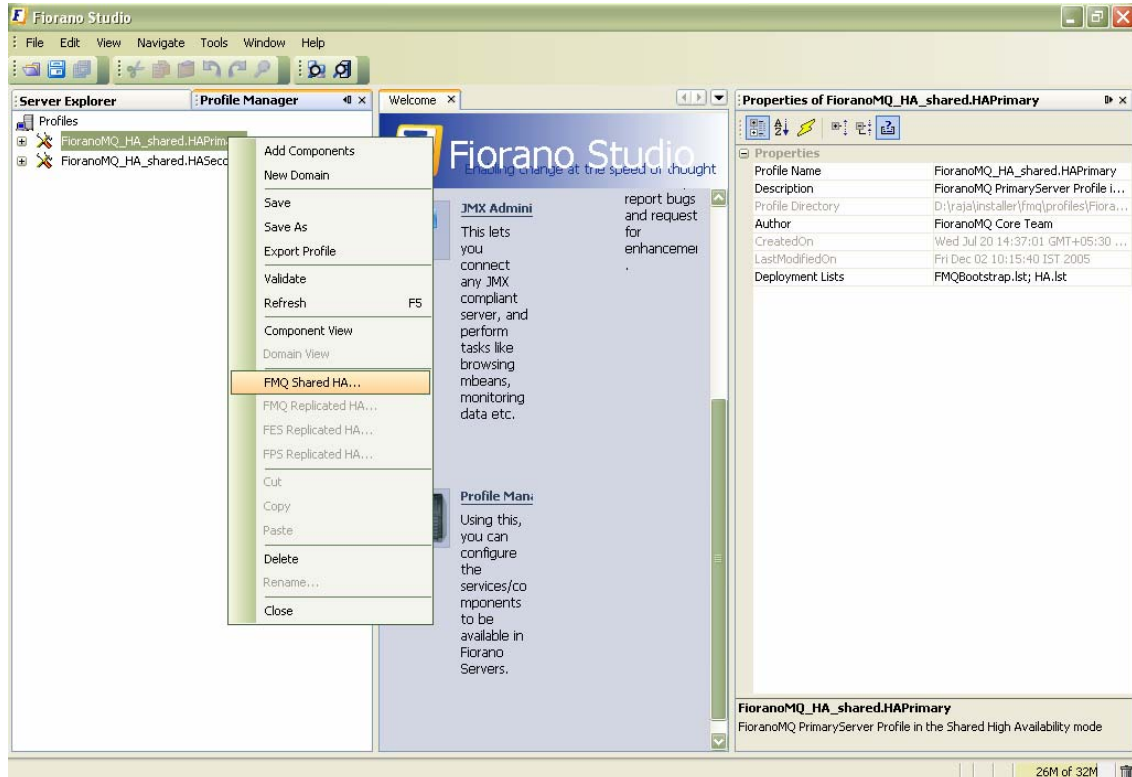 Fiorano Studio
File Edit View Navigate Tools Window Help
Server Explorer
Profile Manager
Profiles
FioranoMQ_HA_shared.HAPrim
FioranoMQ_HA_shared.HASec
Add Components
New Domain
Save
Save As
Export Profile
Validate
Refresh F5
Component View
Domain View
FMQ Shared HA...
FMQ Replicated HA...
FES Replicated HA...
FPS Replicated HA...
Cut
Copy
Paste
Delete
Rename...
Close
Welcome
Fiorano Studio
Enabling change at the speed of thought
JMX Admini
This lets
you
connect
any JMX
compliant
server, and
perform
tasks like
browsing
mbeans,
monitoring
data etc.
report bugs
and request
for
enhancemei
.
Profile Mana
Using this,
you can
configure
the
services/co
mponents
to be
available in
Fiorano
Servers.
Properties of FioranoMQ_HA_shared.HAPrimary
Properties
Profile Name FioranoMQ_HA_shared.HAPrimary
Description FioranoMQ PrimaryServer Profile i...
Profile Directory D:\raja\installer\fmq\profiles\Fiora...
Author FioranoMQ Core Team
CreatedOn Wed Jul 20 14:37:01 GMT+05:30 ...
LastModifiedOn Fri Dec 02 10:15:40 IST 2005
Deployment Lists FMQBootstrap.lst; HA.lst
FioranoMQ_HA_shared.HAPrimary
FioranoMQ PrimaryServer Profile in the Shared High Availability mode
26M of 32M